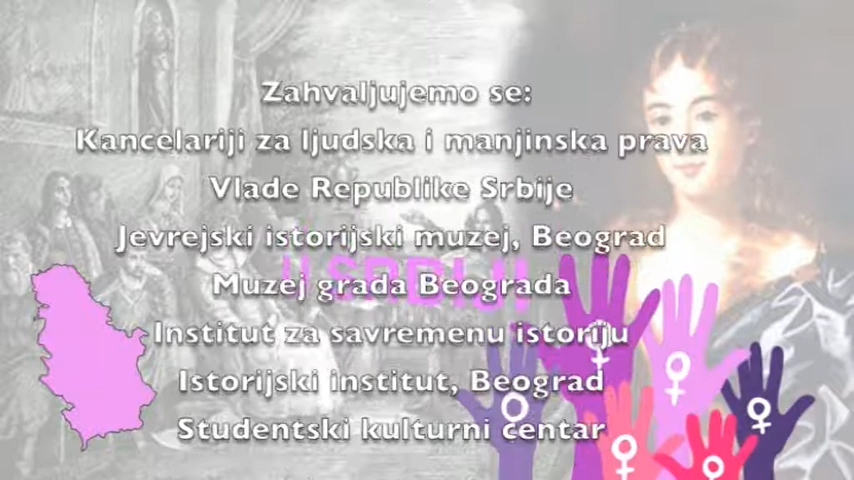 Zahvaljujemo se:
Kancelariji za ljudska i manjinska prava
Vlade Republike Srbije
Jevrejski istorijski muzej, Beograd
U SRBIJI
Muzej grada Beograda
Institut za savremenu istoriju
Istorijski institut, Beograd
Studentski kulturni centar